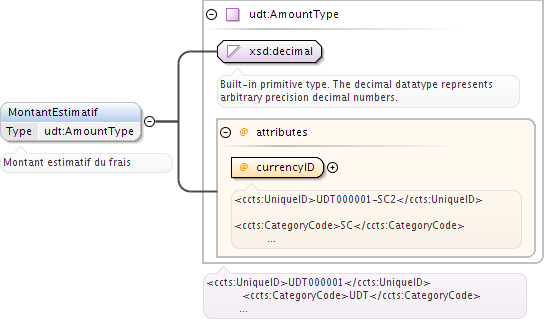 udt:AmountType
xsd:decimal
Built-in primitive type. The decimal datatype represents
arbitrary precision decimal numbers.
MontantEstimatif
Type udt:AmountType
Montant estimatif du frais
@ attributes
@ currencyID
<ccts:UniqueID>UDT000001-SC2</ccts:UniqueID>
<ccts:CategoryCode>SC</ccts:CategoryCode>
...
<ccts:UniqueID>UDT000001</ccts:UniqueID>
<ccts:CategoryCode>UDT</ccts:CategoryCode>
...